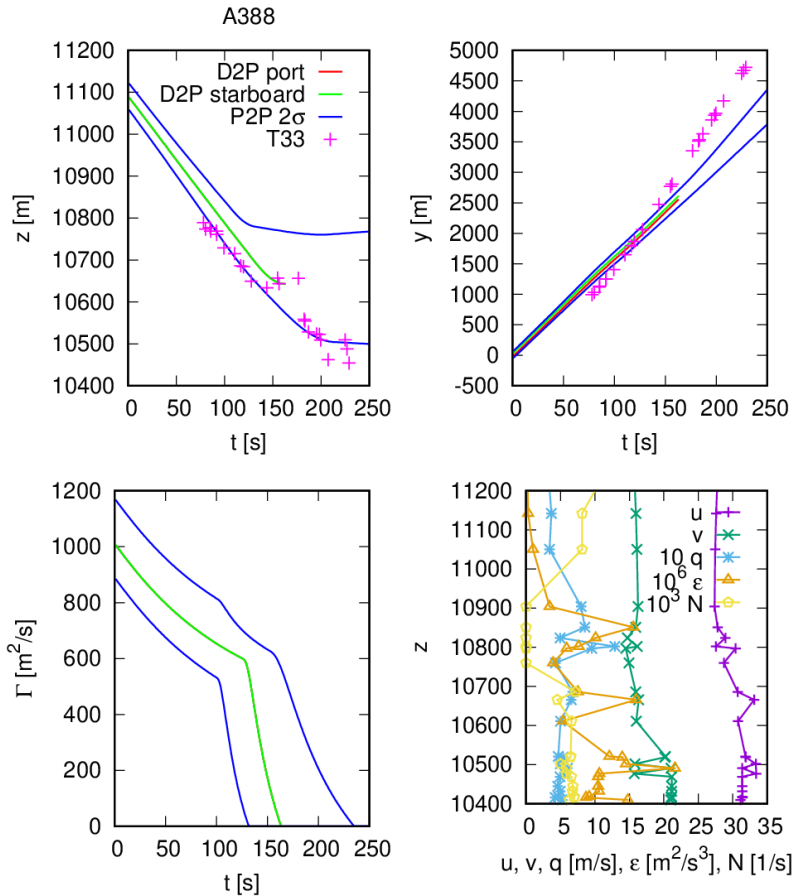 A388
11200
11100
11000
10900
10800
10700
10600
10500
10400
z [m]
D2P port
D2P starboard
P2P 2σ
T33
0 50 100 150 200 250
t [s]
5000
4500
4000
3500
3000
2500
2000
1500
1000
500
0
-500
y [m]
0 50 100 150 200 250
t [s]
1200
1000
800
600
400
200
0
Γ [m²/s]
0 50 100 150 200 250
t [s]
11200
11100
11000
10900
10800
10700
10600
10500
10400
z
u
v
10 q
10⁶ ε
10³ N
0 5 10 15 20 25 30 35
u, v, q [m/s], ε [m²/s³], N [1/s]